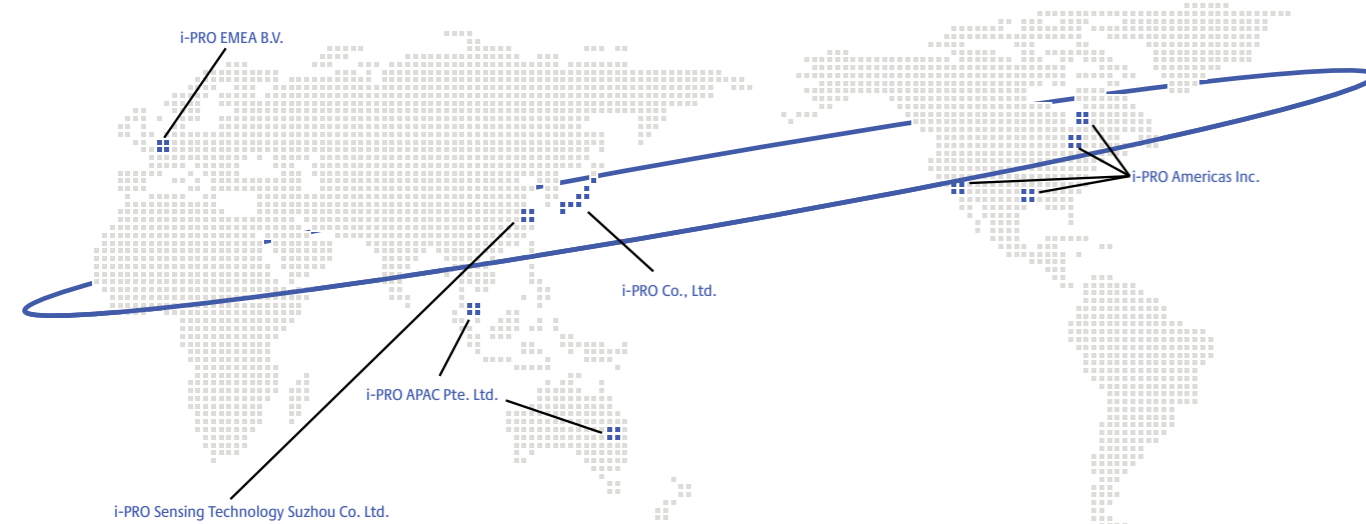 i-PRO EMEA B.V.
i-PRO Americas Inc.
i-PRO Co., Ltd.
i-PRO APAC Pte. Ltd.
i-PRO Sensing Technology Suzhou Co. Ltd.